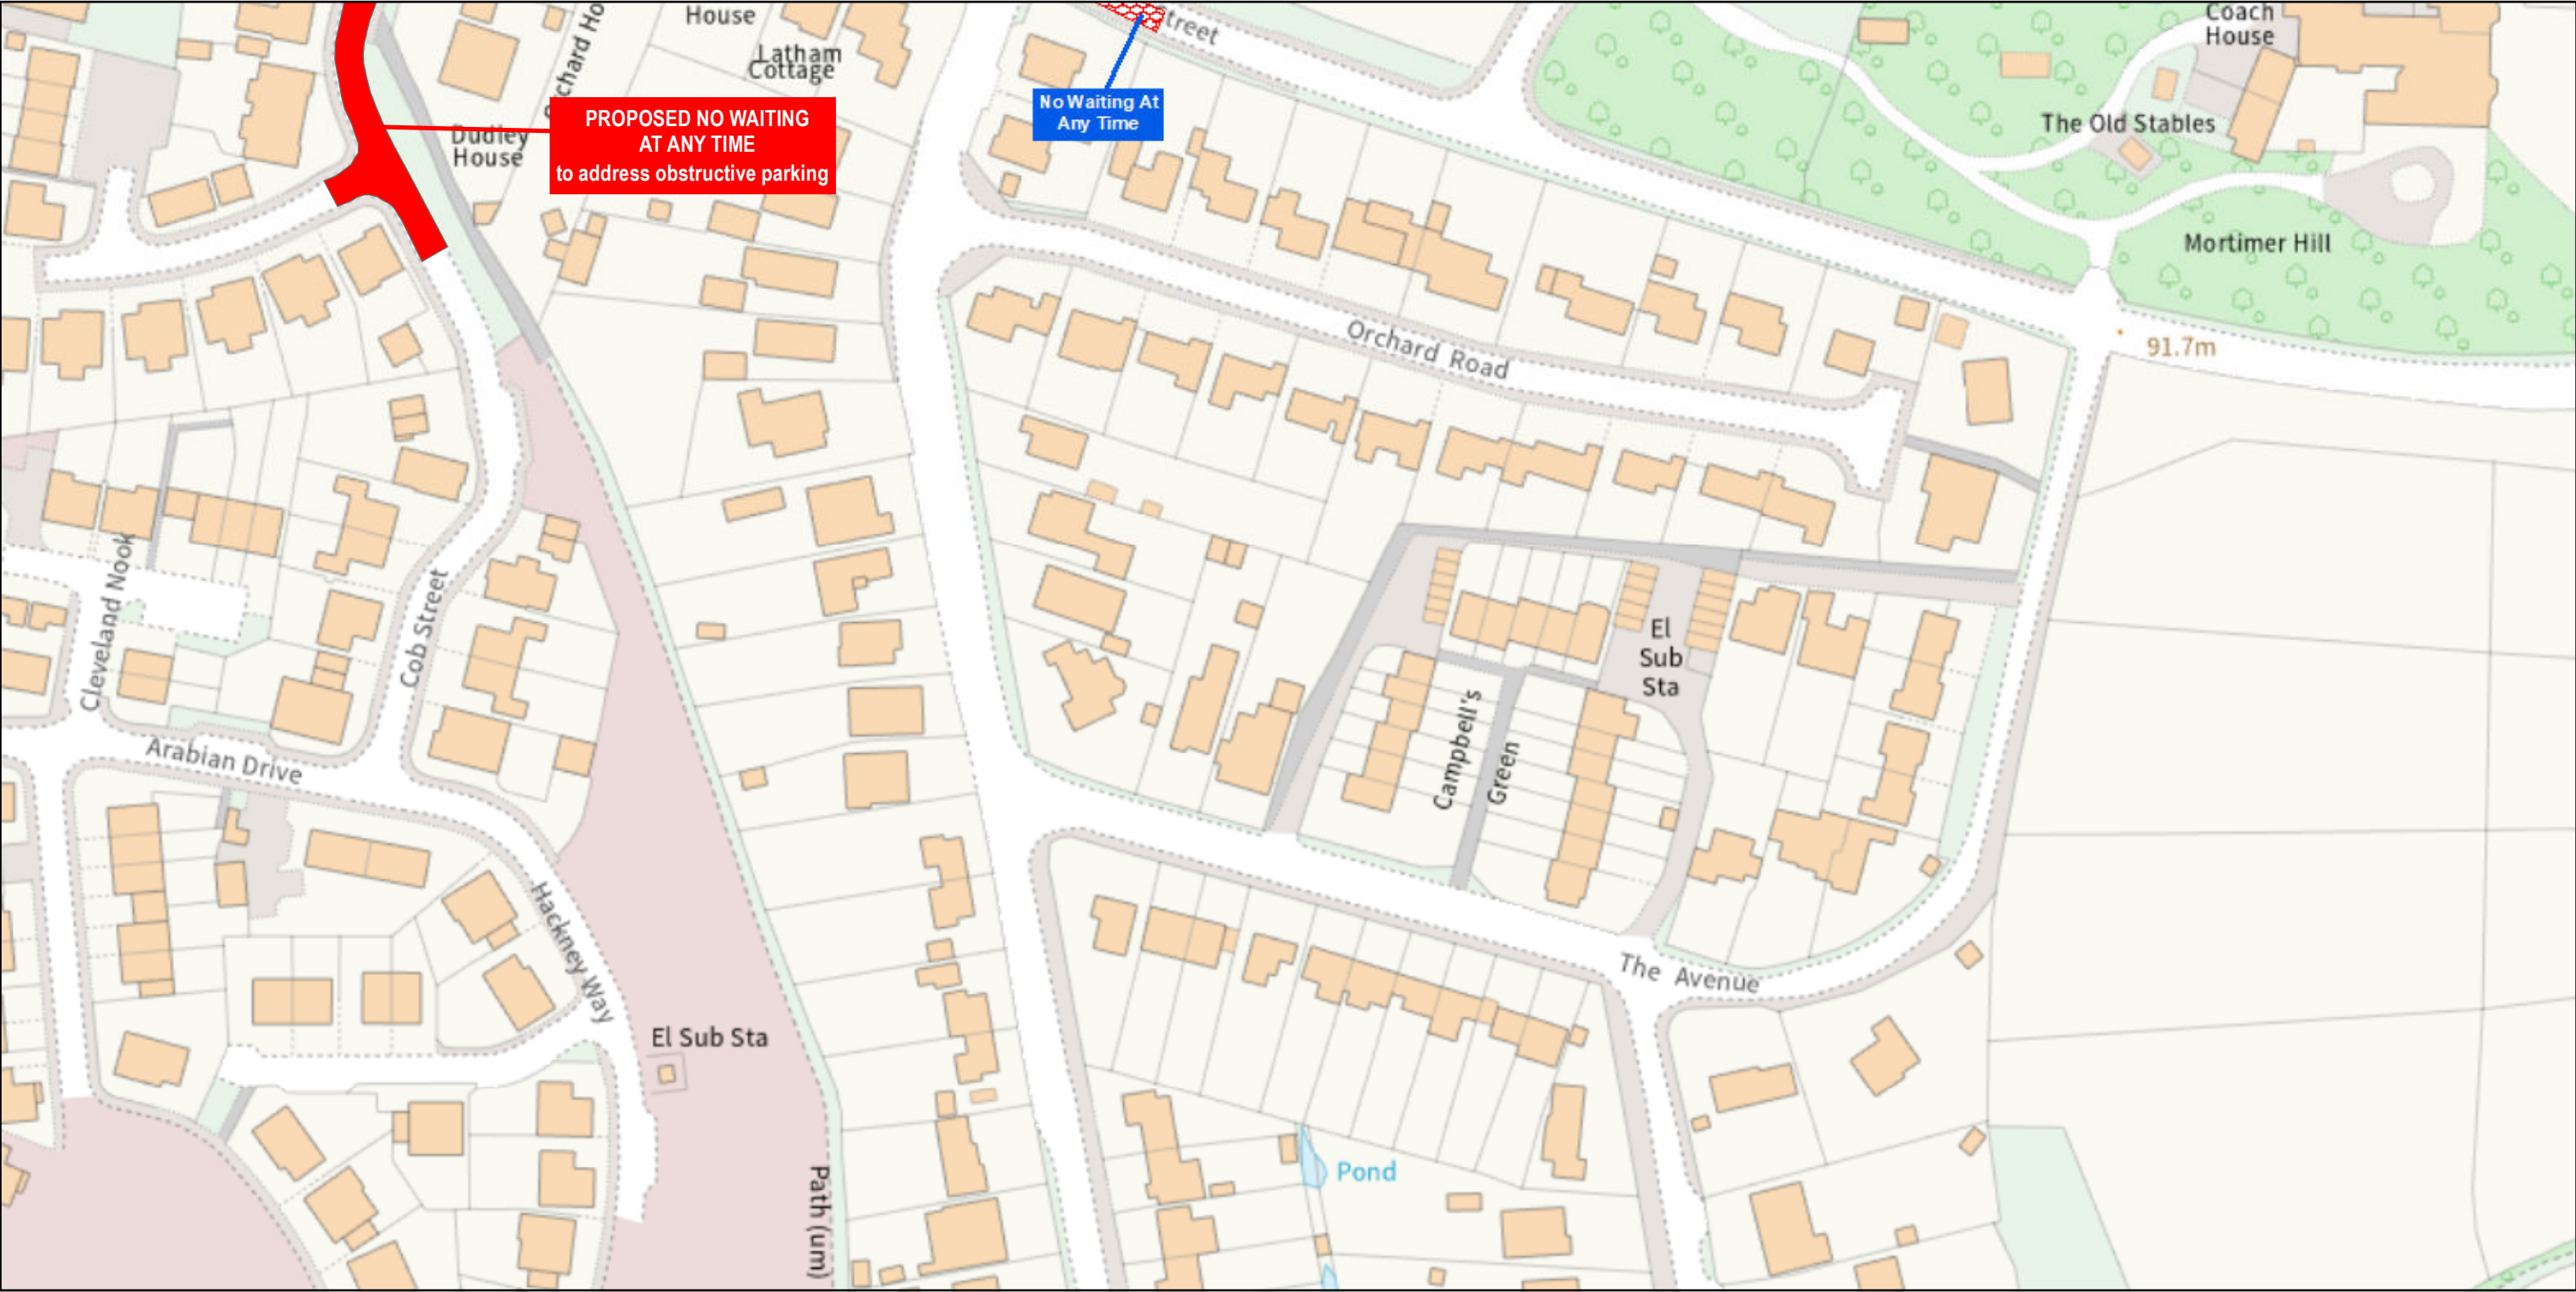 House
Latham
Cottage
Street
Coach
House
No Waiting At
Any Time
PROPOSED NO WAITING
AT ANY TIME
to address obstructive parking
Dudley
House
The Old Stables
Mortimer Hill
91.7m
Orchard Road
Cleveland Nook
Cob Street
El
Sub
Sta
Campbell's
Green
Arabian Drive
Hackney Way
The Avenue
El Sub Sta
Path (um)
Pond